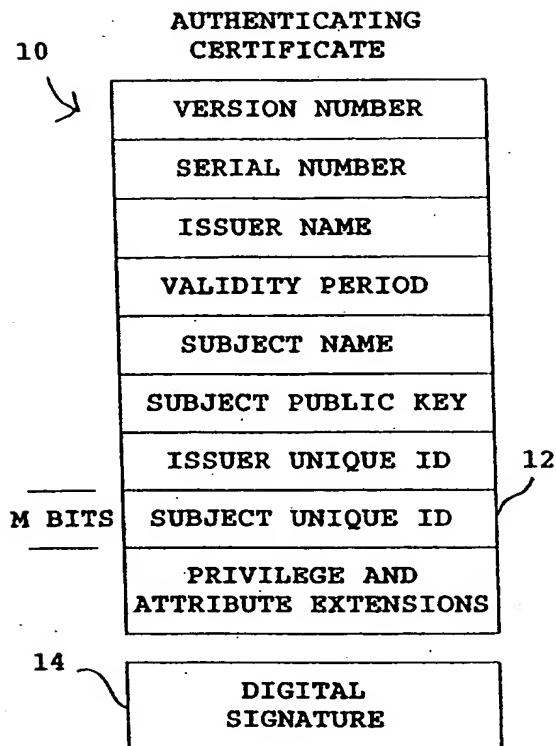 AUTHENTICATING
CERTIFICATE
10
VERSION NUMBER
SERIAL NUMBER
ISSUER NAME
VALIDITY PERIOD
SUBJECT NAME
SUBJECT PUBLIC KEY
ISSUER UNIQUE ID
12
M BITS
SUBJECT UNIQUE ID
PRIVILEGE AND
ATTRIBUTE EXTENSIONS
14
DIGITAL
SIGNATURE